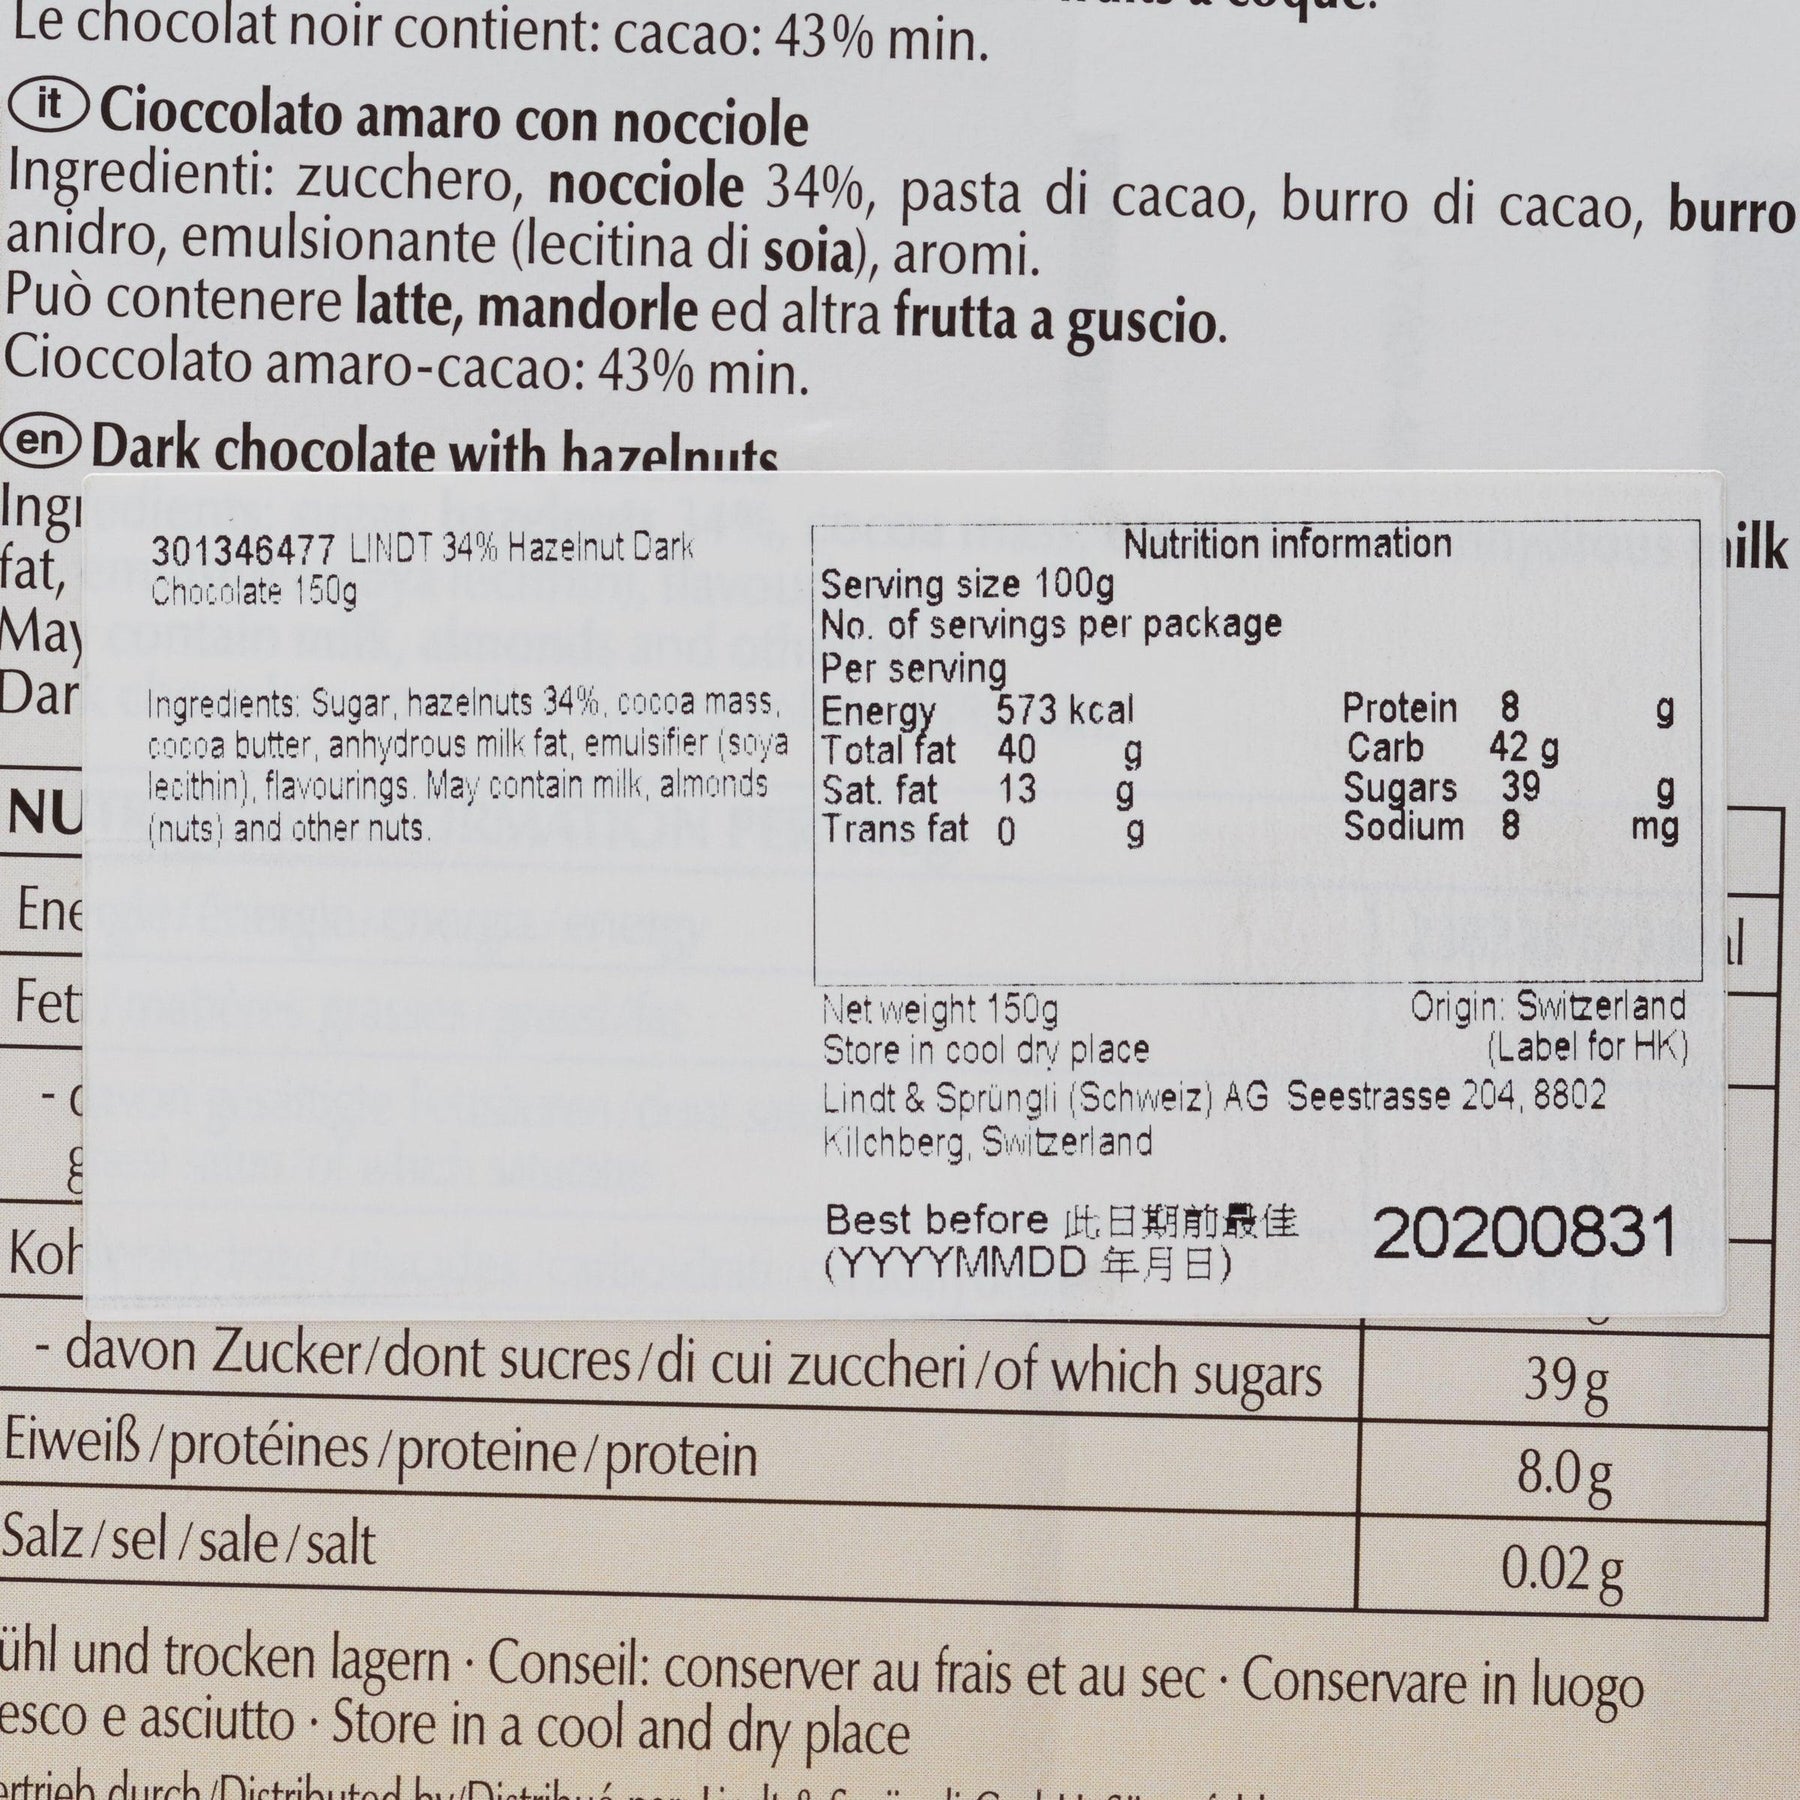 Le chocolat noir contient: cacao: 43% min.
it Cioccolato amaro con nocciole
Ingredienti: zucchero, nocciole 34%, pasta di cacao, burro di cacao, burro
anidro, emulsionante (lecitina di soia), aromi.
Può contenere latte, mandorle ed altra frutta a guscio.
Cioccolato amaro-cacao: 43% min.
en Dark chocolate with hazelnuts
fat,
301346477 LINDT 34% Hazelnut Dark
Chocolate 150g
Ingredients: Sugar, hazelnuts 34%, cocoa mass,
cocoa butter, anhydrous milk fat, emulsifier (soya
lecithin), flavourings. May contain milk, almonds
(nuts) and other nuts.
Nutrition information
Serving size 100g
No. of servings per package
Per serving
Energy 573 kcal Protein 8 g
Total fat 40 g Carb 42 g
Sat. fat 13 g Sugars 39 g
Trans fat 0 g Sodium 8 mg
Net weight 150g Origin: Switzerland
Store in cool dry place (Label for HK)
Lindt & Sprüngli (Schweiz) AG Seestrasse 204, 8802
Kilchberg, Switzerland
Best before 此日期前最佳
(YYYYMMDD 年月日) 20200831
- davon Zucker/dont sucres/di cui zuccheri/of which sugars 39g
Eiweiß/protéines/proteine/protein 8.0g
Salz/sel/sale/salt 0.02g
ühl und trocken lagern · Conseil: conserver au frais et au sec · Conservare in luogo
esco e asciutto · Store in a cool and dry place